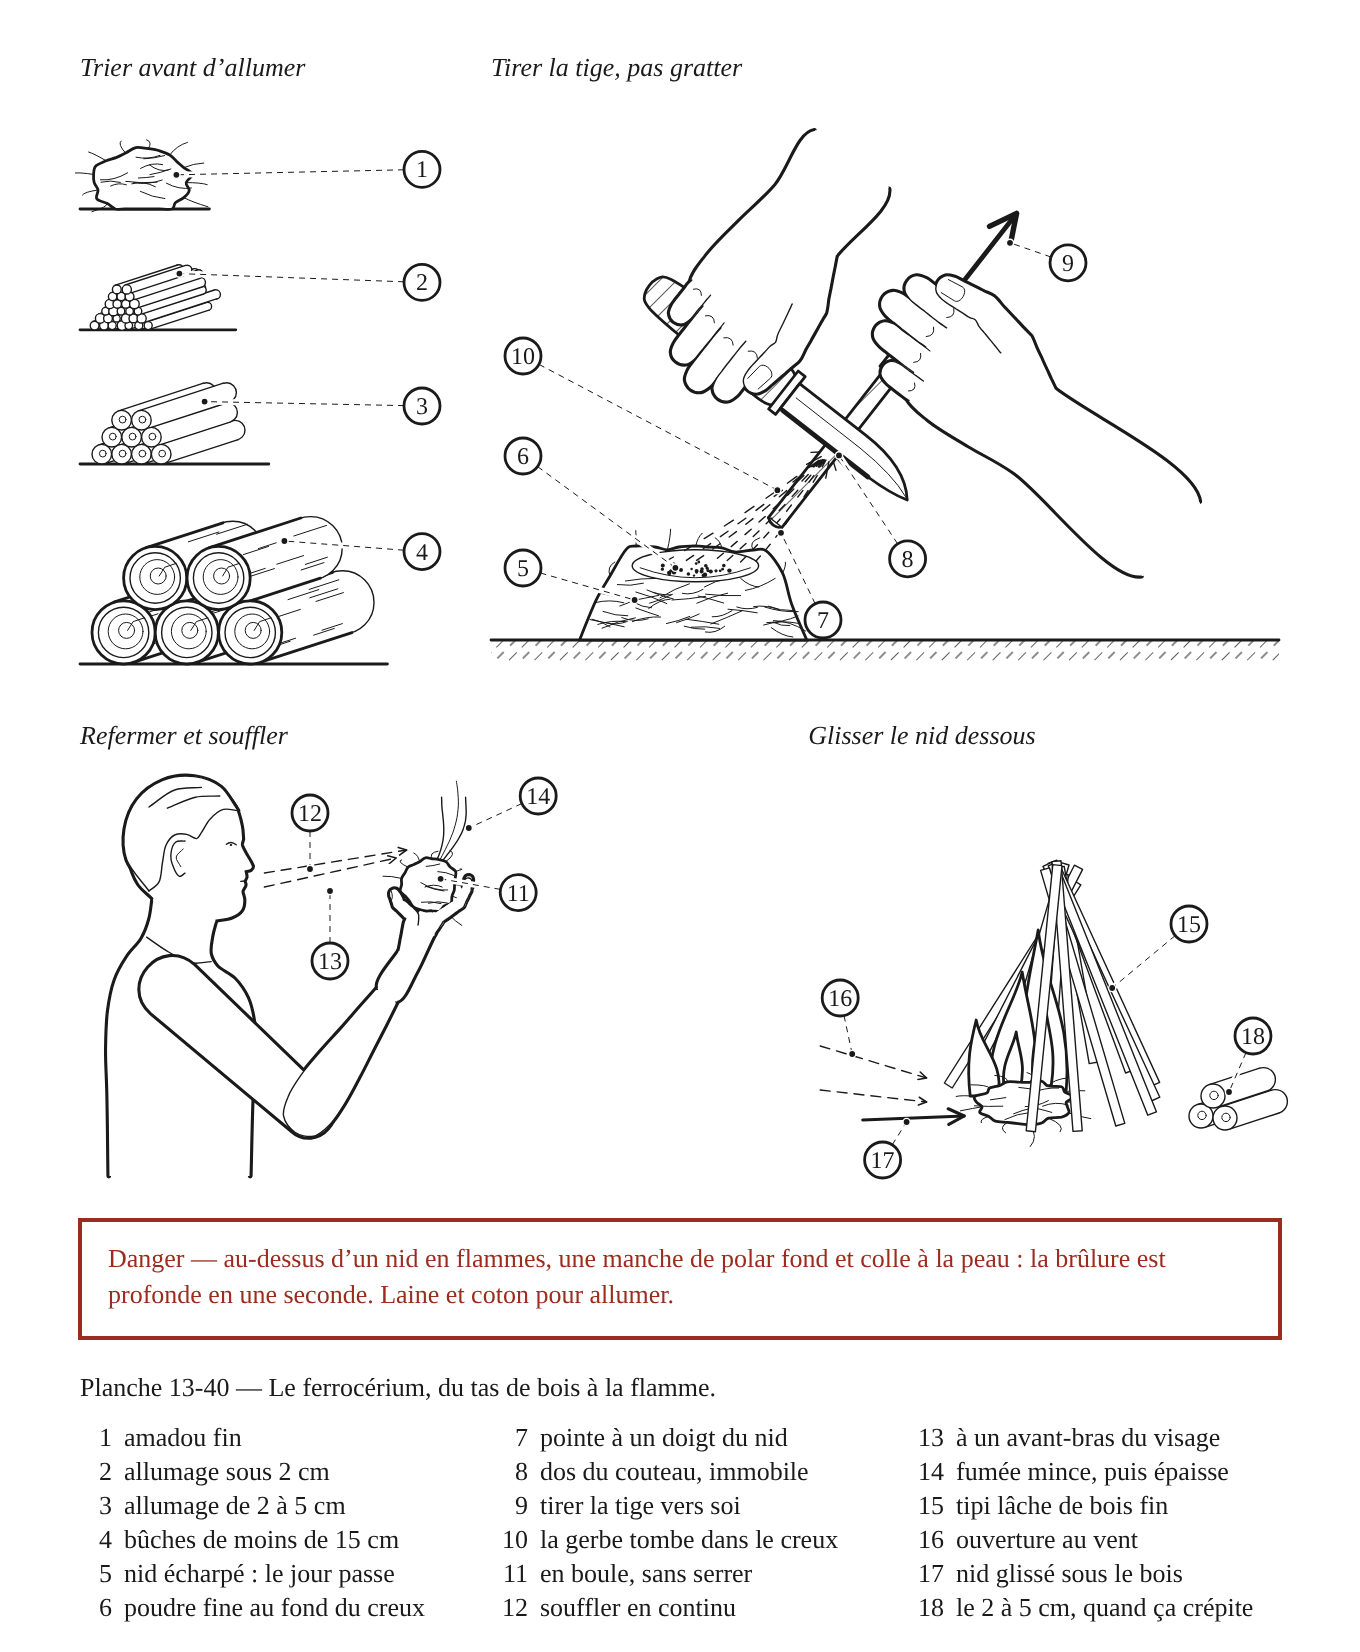 Trier avant d’allumer
Tirer la tige, pas gratter
1
2
3
4
9
10
6
5
8
7
Refermer et souffler
Glisser le nid dessous
12
14
11
13
15
16
18
17
Danger — au-dessus d’un nid en flammes, une manche de polar fond et colle à la peau : la brûlure est
profonde en une seconde. Laine et coton pour allumer.
Planche 13-40 — Le ferrocérium, du tas de bois à la flamme.
1 amadou fin
2 allumage sous 2 cm
3 allumage de 2 à 5 cm
4 bûches de moins de 15 cm
5 nid écharpé : le jour passe
6 poudre fine au fond du creux
7 pointe à un doigt du nid
8 dos du couteau, immobile
9 tirer la tige vers soi
10 la gerbe tombe dans le creux
11 en boule, sans serrer
12 souffler en continu
13 à un avant-bras du visage
14 fumée mince, puis épaisse
15 tipi lâche de bois fin
16 ouverture au vent
17 nid glissé sous le bois
18 le 2 à 5 cm, quand ça crépite